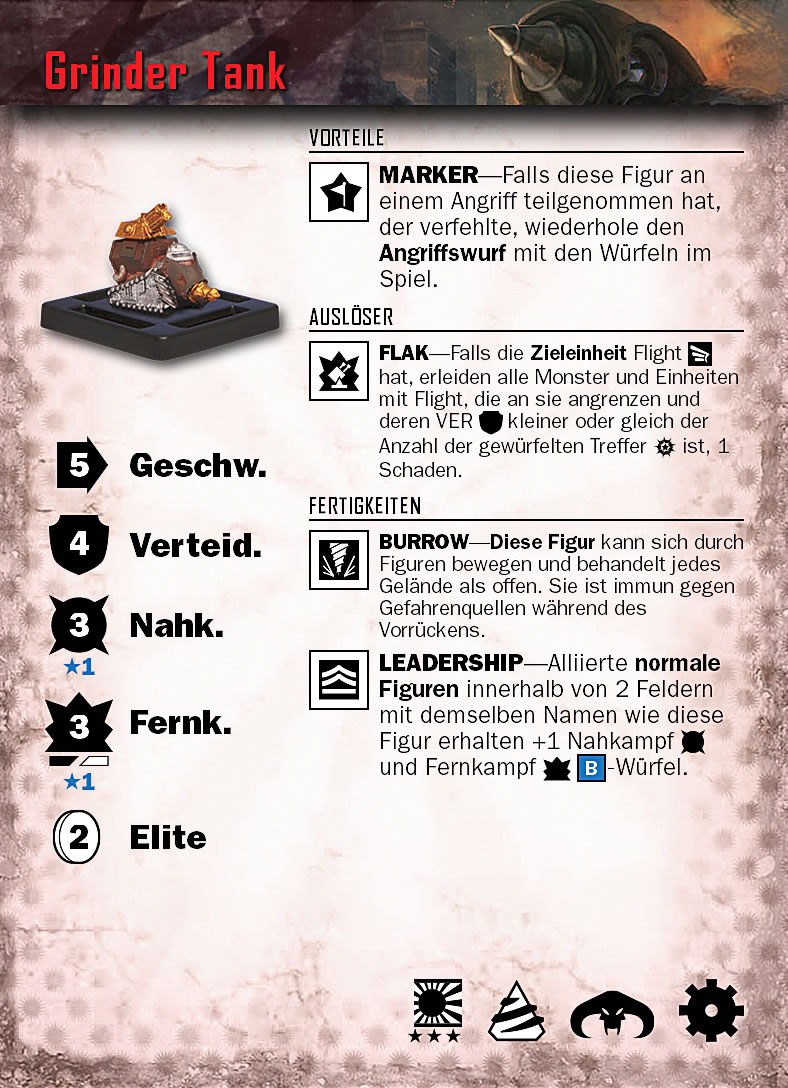 Grinder Tank
VORTEILE
MARKER—Falls diese Figur an
einem Angriff teilgenommen hat,
der verfehlte, wiederhole den
Angriffswurf mit den Würfeln im
Spiel.
AUSLÖSER
FLAK—Falls die Zieleinheit Flight
hat, erleiden alle Monster und Einheiten
mit Flight, die an sie angrenzen und
deren VER kleiner oder gleich der
Anzahl der gewürfelten Treffer ist, 1
Schaden.
FERTIGKEITEN
BURROW—Diese Figur kann sich durch
Figuren bewegen und behandelt jedes
Gelände als offen. Sie ist immun gegen
Gefahrenquellen während des
Vorrückens.
LEADERSHIP—Alliierte normale
Figuren innerhalb von 2 Feldern
mit demselben Namen wie diese
Figur erhalten +1 Nahkampf
und Fernkampf B-Würfel.
5 Geschw.
4 Verteid.
3 Nahk.
★1
3 Fernk.
★1
2 Elite